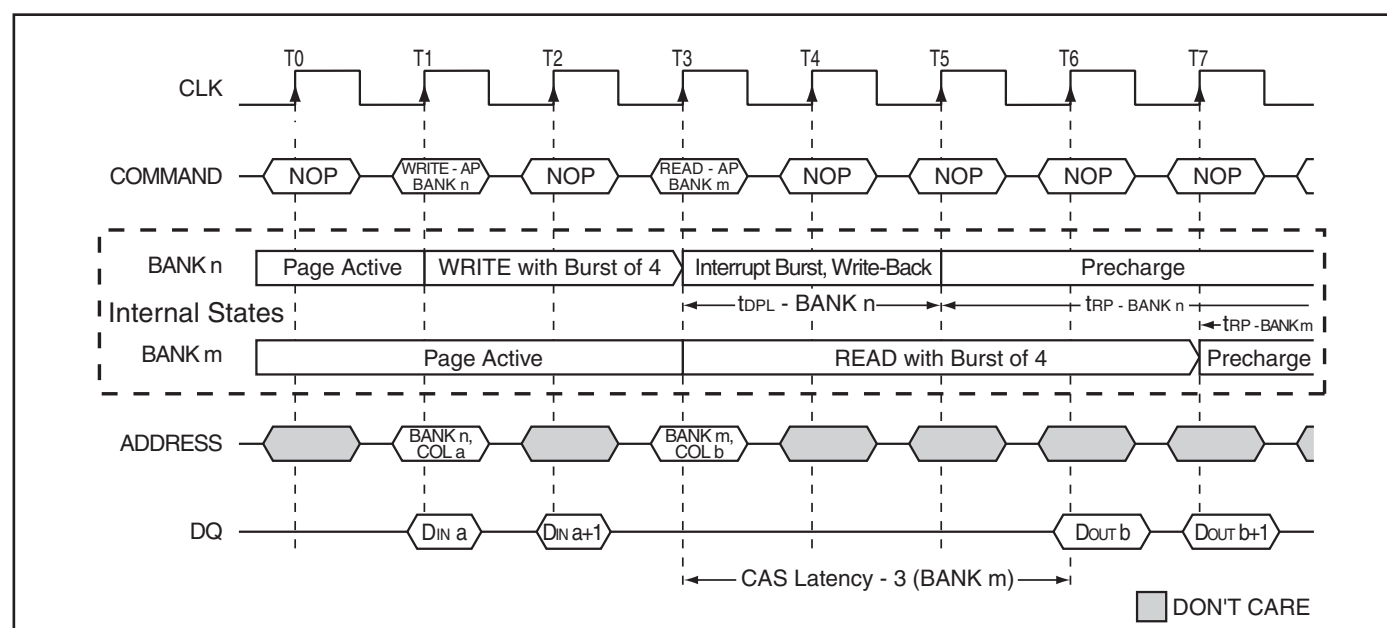 T0 T1 T2 T3 T4 T5 T6 T7
CLK
COMMAND NOP WRITE - AP BANK n NOP READ - AP BANK m NOP NOP NOP NOP
BANK n Page Active WRITE with Burst of 4 Interrupt Burst, Write-Back Precharge
tDPL - BANK n tRP - BANK n
Internal States
tRP - BANK m
BANK m Page Active READ with Burst of 4 Precharge
ADDRESS BANK n, COL a BANK m, COL b
DQ DIN a DIN a+1 DOUT b DOUT b+1
CAS Latency - 3 (BANK m)
DON'T CARE